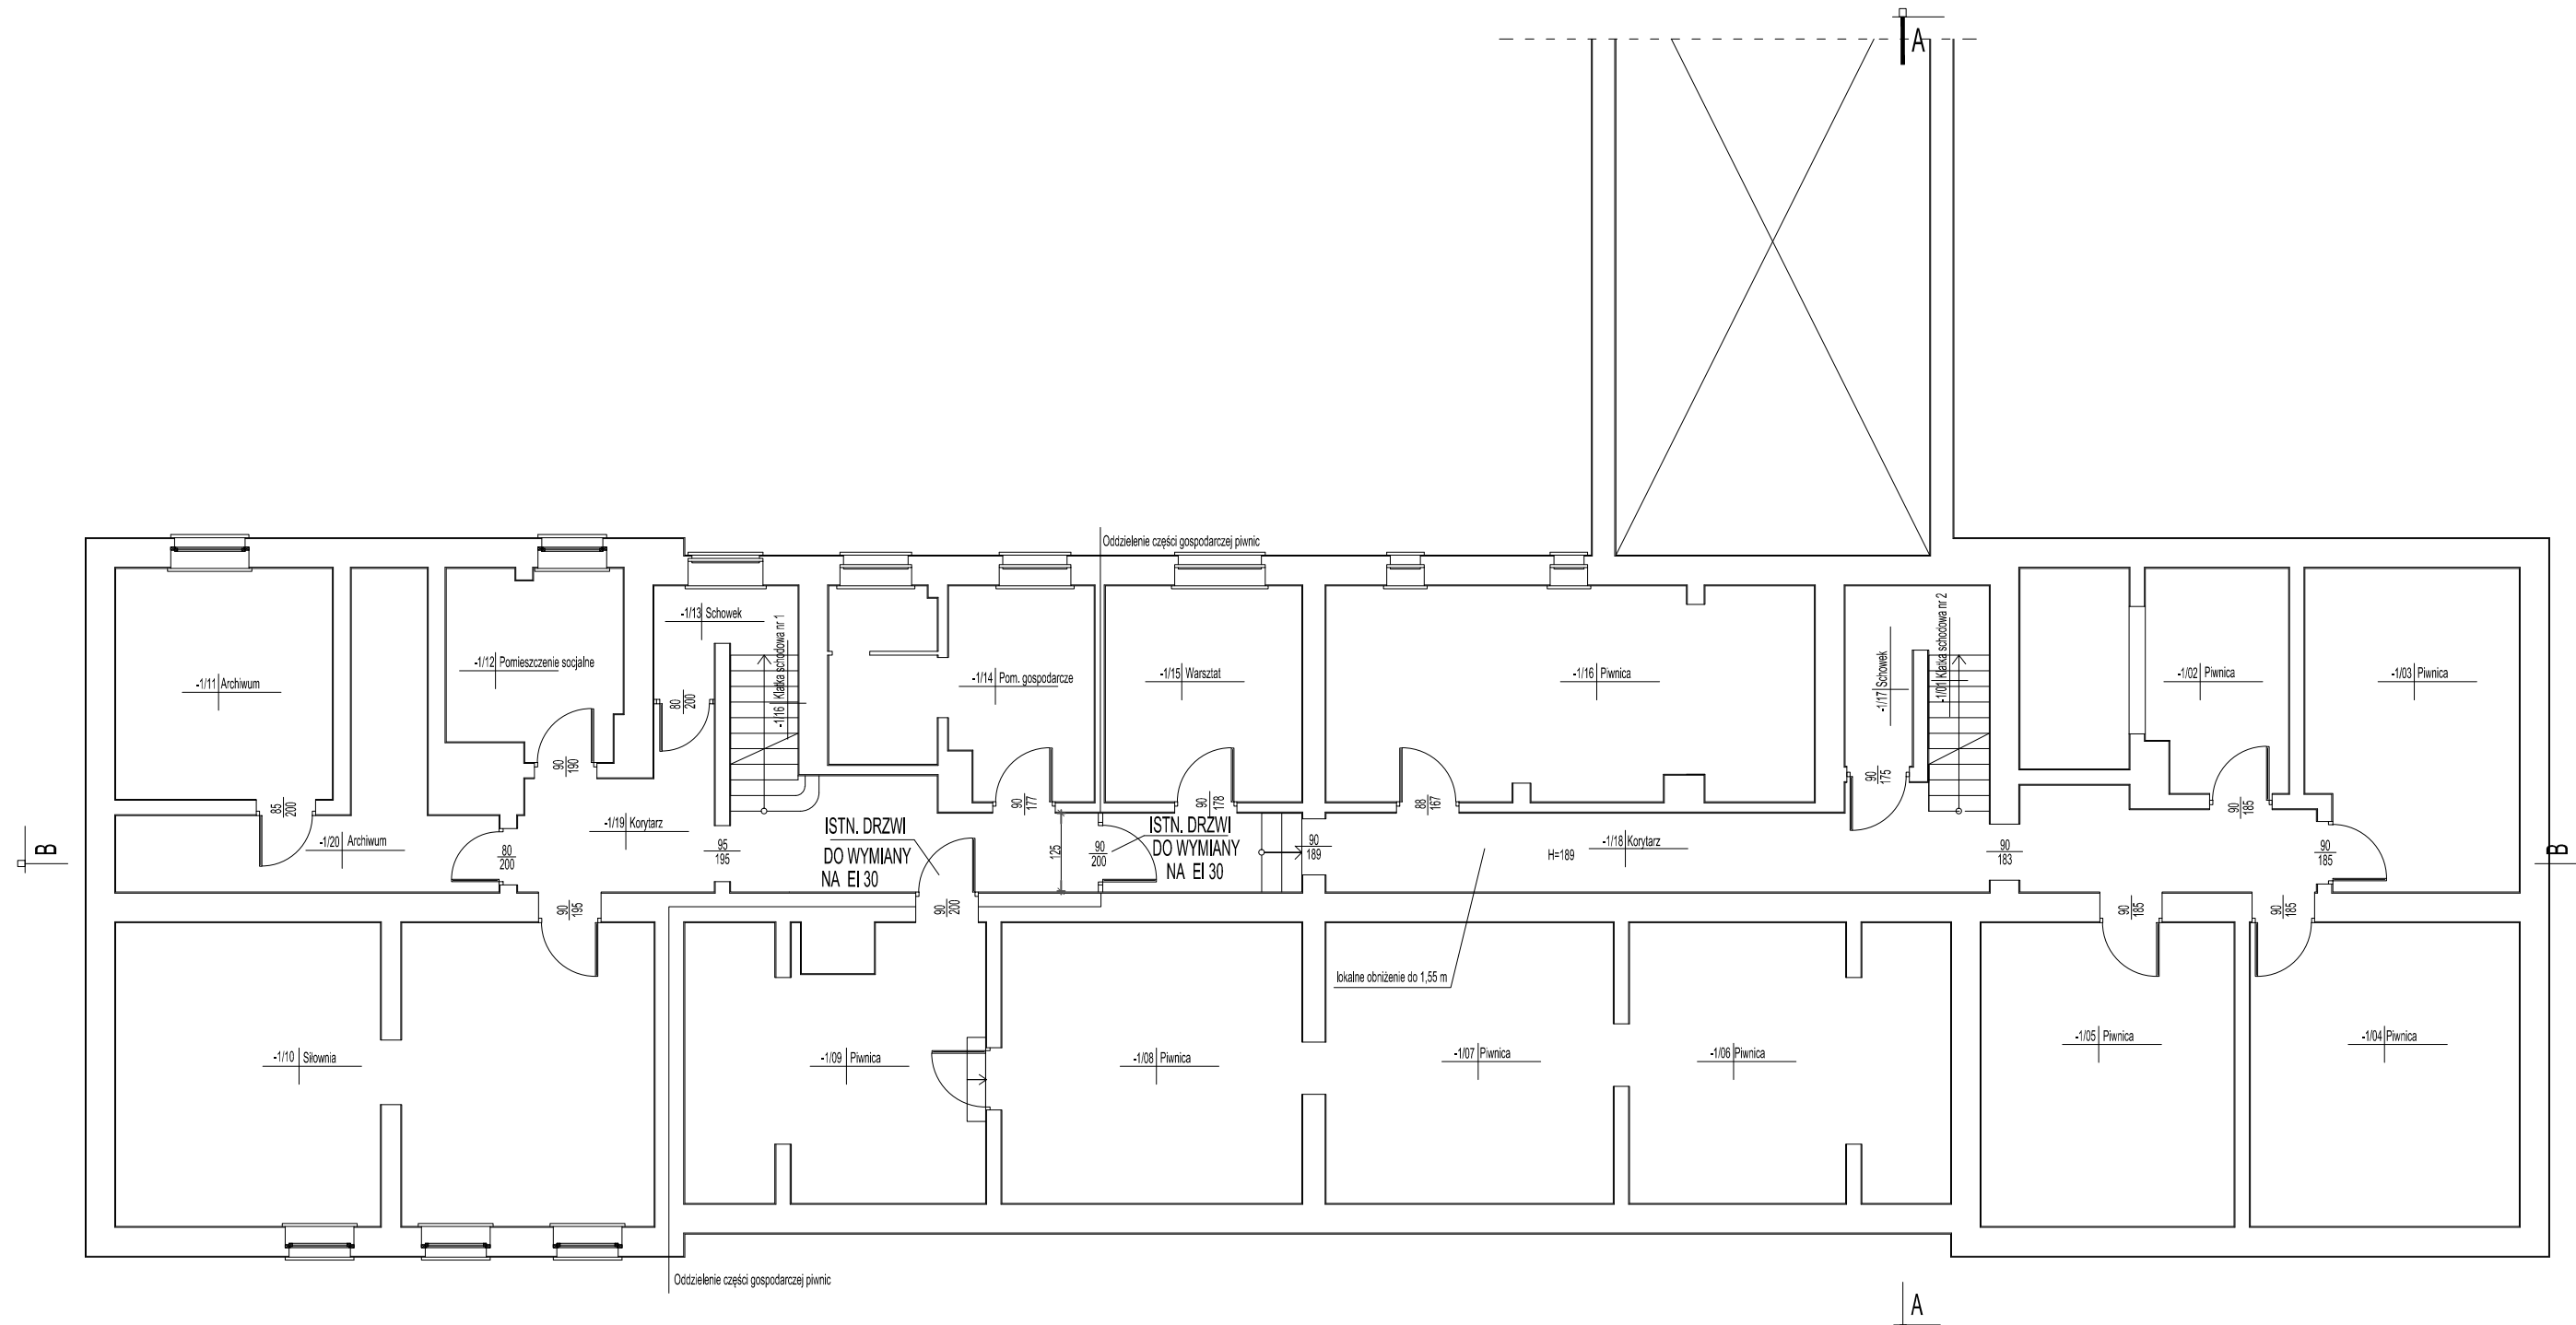 A
Oddzielenie części gospodarczej piwnic
-1/13 Schowek
-1/16 Klatka schodowa nr 1
-1/12 Pomieszczenie socjalne
-1/11 Archiwum
-1/14 Pom. gospodarcze
-1/15 Warsztat
-1/16 Piwnica
-1/17 Schowek
-1/01 Klatka schodowa nr 2
-1/02 Piwnica
-1/03 Piwnica
80
200
90
190
85
200
90
177
90
178
88
167
90
175
90
185
B
-1/20 Archiwum
80
200
-1/19 Korytarz
95
195
ISTN. DRZWI
DO WYMIANY
NA EI 30
125
90
200
ISTN. DRZWI
DO WYMIANY
NA EI 30
90
189
H=189
-1/18 Korytarz
90
183
90
185
B
90
195
90
200
90
185
90
185
lokalne obniżenie do 1,55 m
-1/10 Siłownia
-1/09 Piwnica
-1/08 Piwnica
-1/07 Piwnica
-1/06 Piwnica
-1/05 Piwnica
-1/04 Piwnica
Oddzielenie części gospodarczej piwnic
A